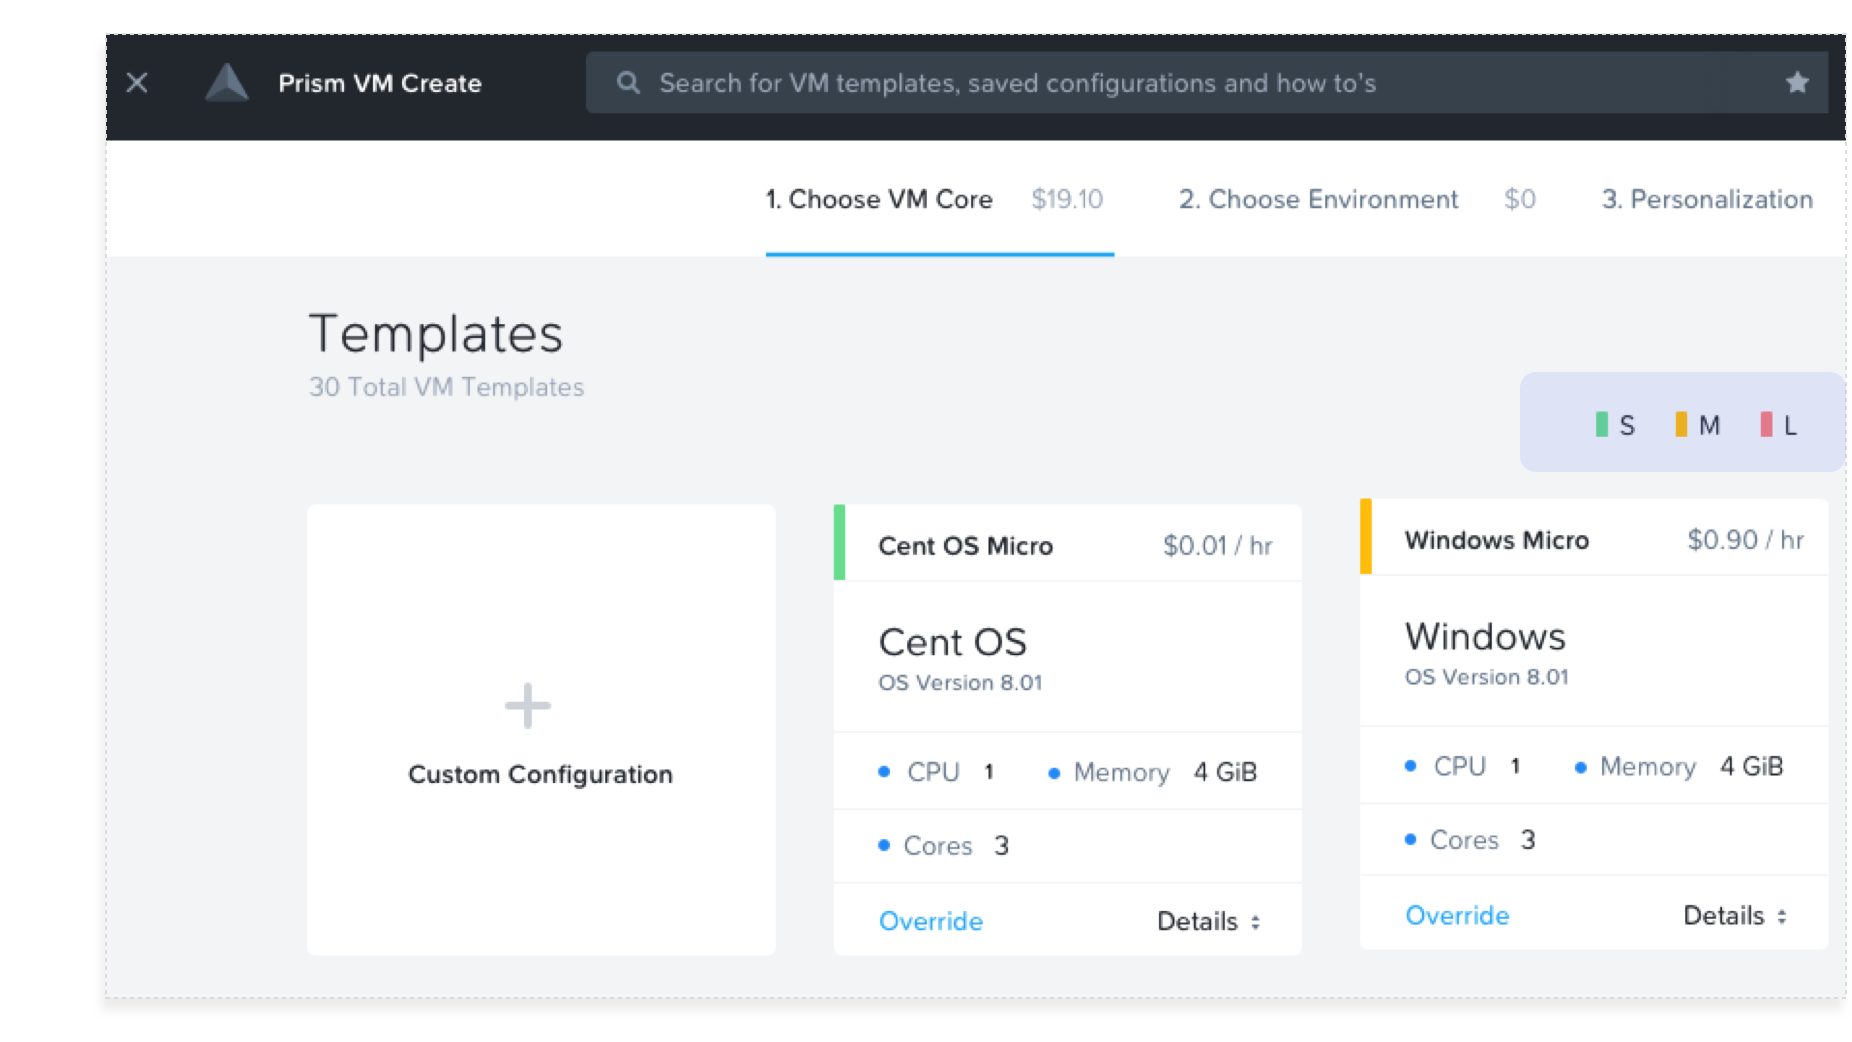 Prism VM Create
Search for VM templates, saved configurations and how to's
1. Choose VM Core $19.10 2. Choose Environment $0 3. Personalization
Templates
30 Total VM Templates
S M L
Custom Configuration
Cent OS Micro $0.01 / hr
Cent OS
OS Version 8.01
CPU 1 Memory 4 GiB
Cores 3
Override Details
Windows Micro $0.90 / hr
Windows
OS Version 8.01
CPU 1 Memory 4 GiB
Cores 3
Override Details